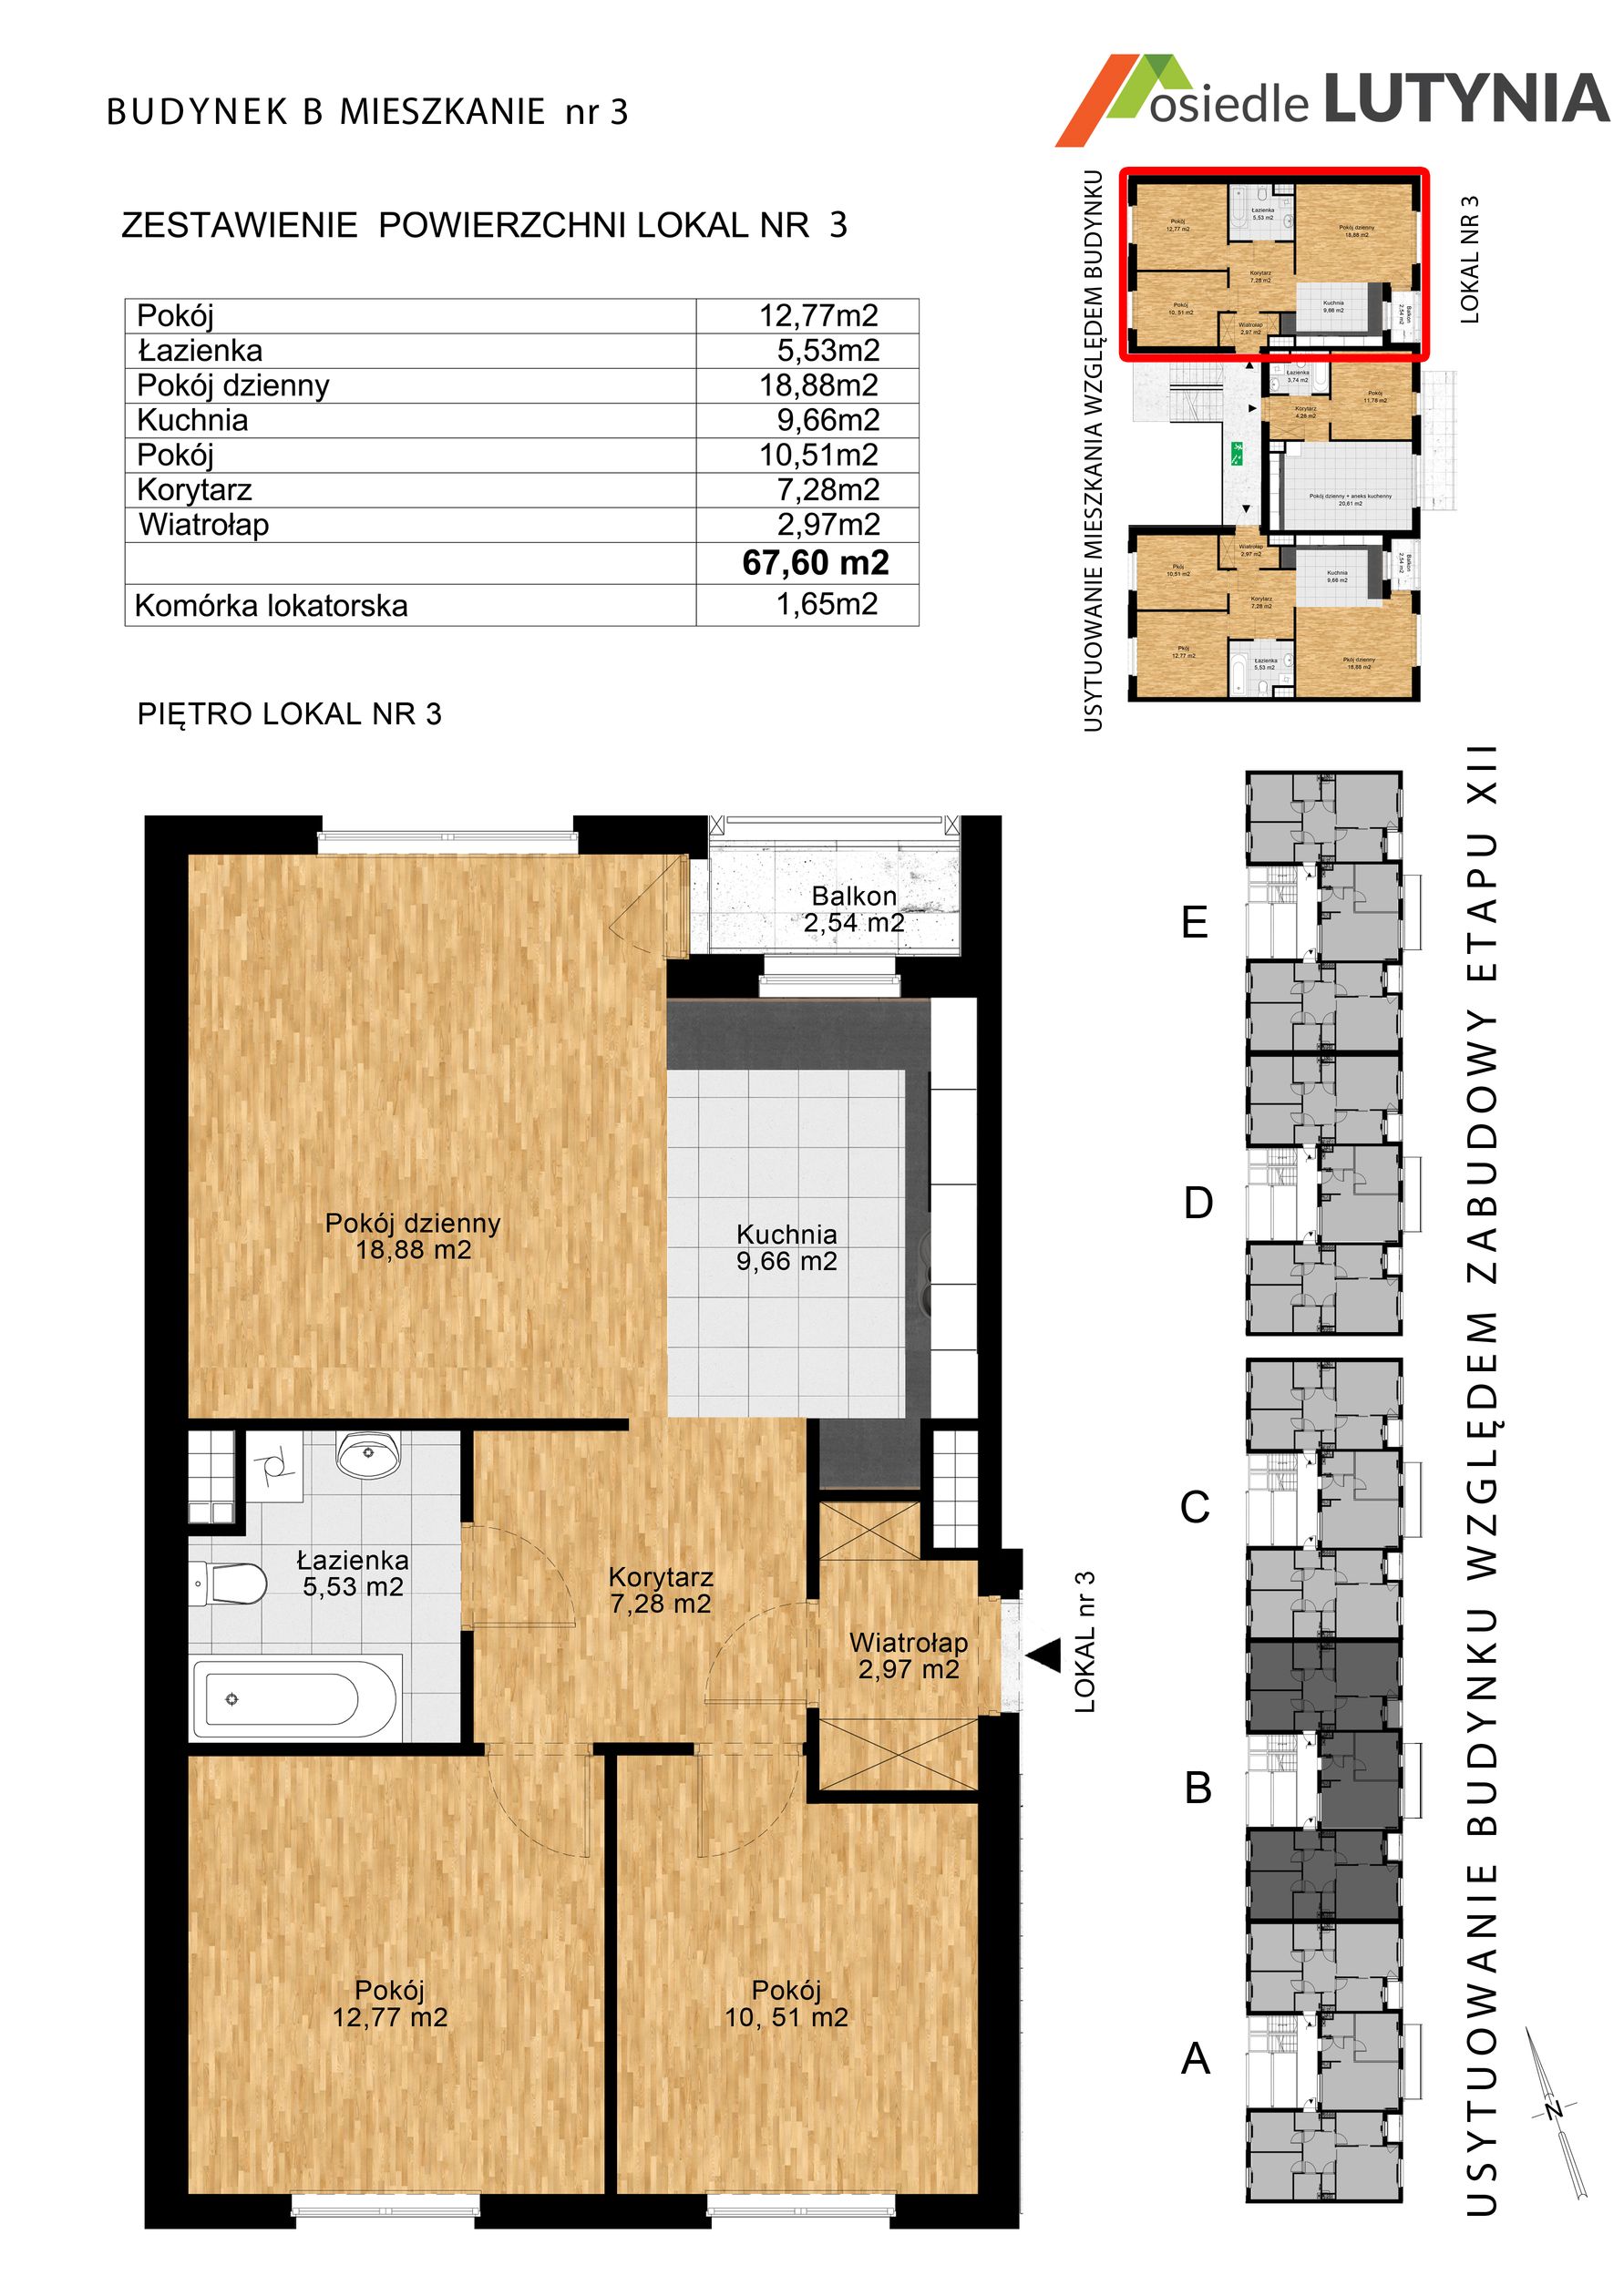 BUDYNEK B MIESZKANIE nr 3
osiedle LUTYNIA
ZESTAWIENIE POWIERZCHNI LOKAL NR 3
Pokój 12,77m2
Łazienka 5,53m2
Pokój dzienny 18,88m2
Kuchnia 9,66m2
Pokój 10,51m2
Korytarz 7,28m2
Wiatrołap 2,97m2
67,60 m2
Komórka lokatorska 1,65m2
USYTUOWANIE MIESZKANIA WZGLĘDEM BUDYNKU
LOKAL NR 3
Pokój
12,77 m2
Łazienka
5,53 m2
Pokój dzienny
18,88 m2
Korytarz
7,28 m2
Pokój
10, 51 m2
Kuchnia
9,66 m2
Balkon
2,54 m2
Wiatrołap
2,97 m2
Łazienka
3,74 m2
Pokój
11,78 m2
Korytarz
4,28 m2
Pokój dzienny + aneks kuchenny
20,61 m2
Wiatrołap
2,97 m2
Pkój
10,51 m2
Kuchnia
9,66 m2
Balkon
2,54 m2
Korytarz
7,28 m2
Pkój
12,77 m2
Łazienka
5,53 m2
Pkój dzienny
18,88 m2
PIĘTRO LOKAL NR 3
Balkon
2,54 m2
Pokój dzienny
18,88 m2
Kuchnia
9,66 m2
Łazienka
5,53 m2
Korytarz
7,28 m2
Wiatrołap
2,97 m2
LOKAL nr 3
Pokój
12,77 m2
Pokój
10, 51 m2
E
D
C
B
A
USYTUOWANIE BUDYNKU WZGLĘDEM ZABUDOWY ETAPU XII
N